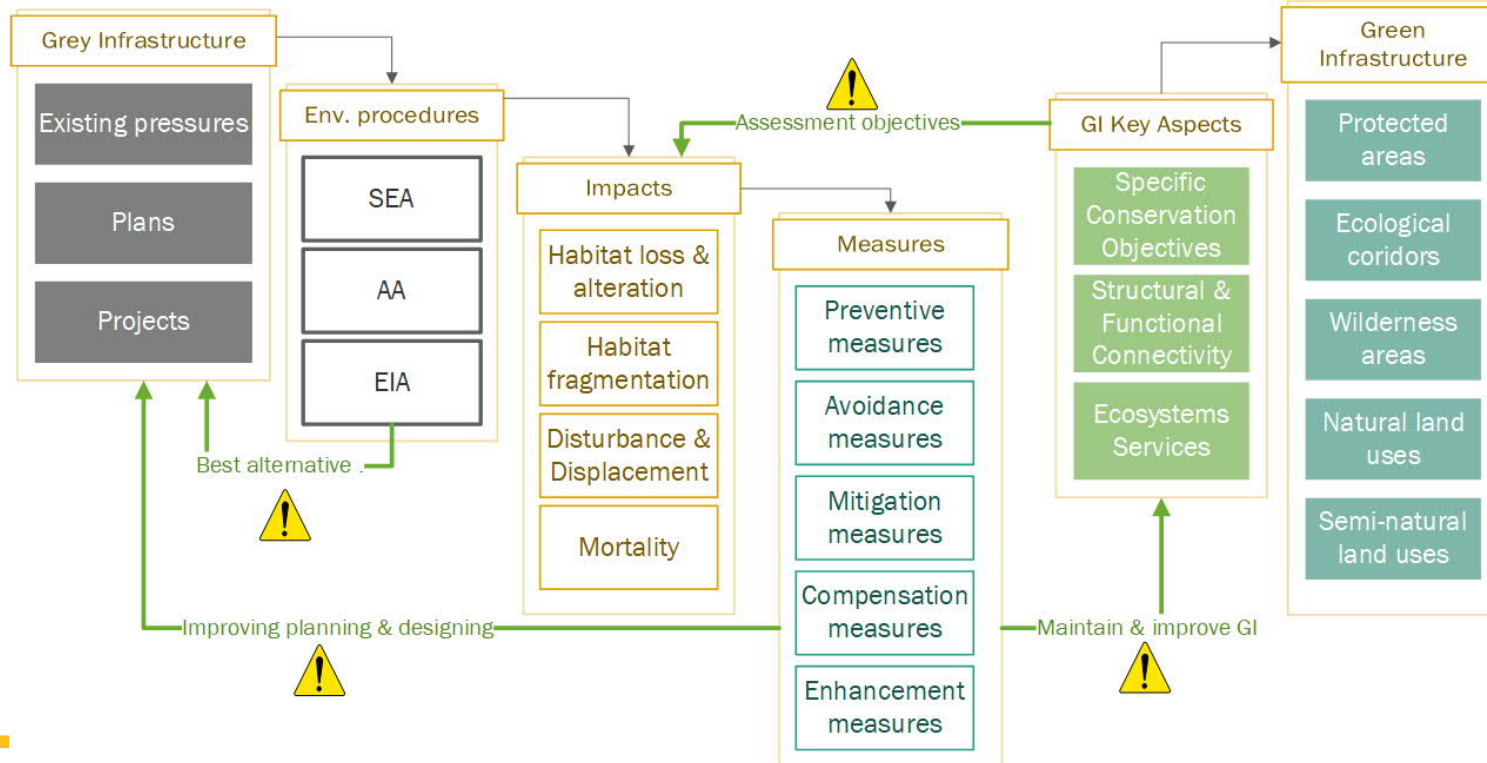 Grey Infrastructure
Existing pressures
Plans
Projects
Env. procedures
SEA
AA
EIA
Best alternative .
Impacts
Habitat loss &
alteration
Habitat
fragmentation
Disturbance &
Displacement
Mortality
Measures
Preventive
measures
Avoidance
measures
Mitigation
measures
Compensation
measures
Enhancement
measures
Improving planning & designing
Assessment objectives
Maintain & improve GI
GI Key Aspects
Specific
Conservation
Objectives
Structural &
Functional
Connectivity
Ecosystems
Services
Green
Infrastructure
Protected
areas
Ecological
coridors
Wilderness
areas
Natural land
uses
Semi-natural
land uses